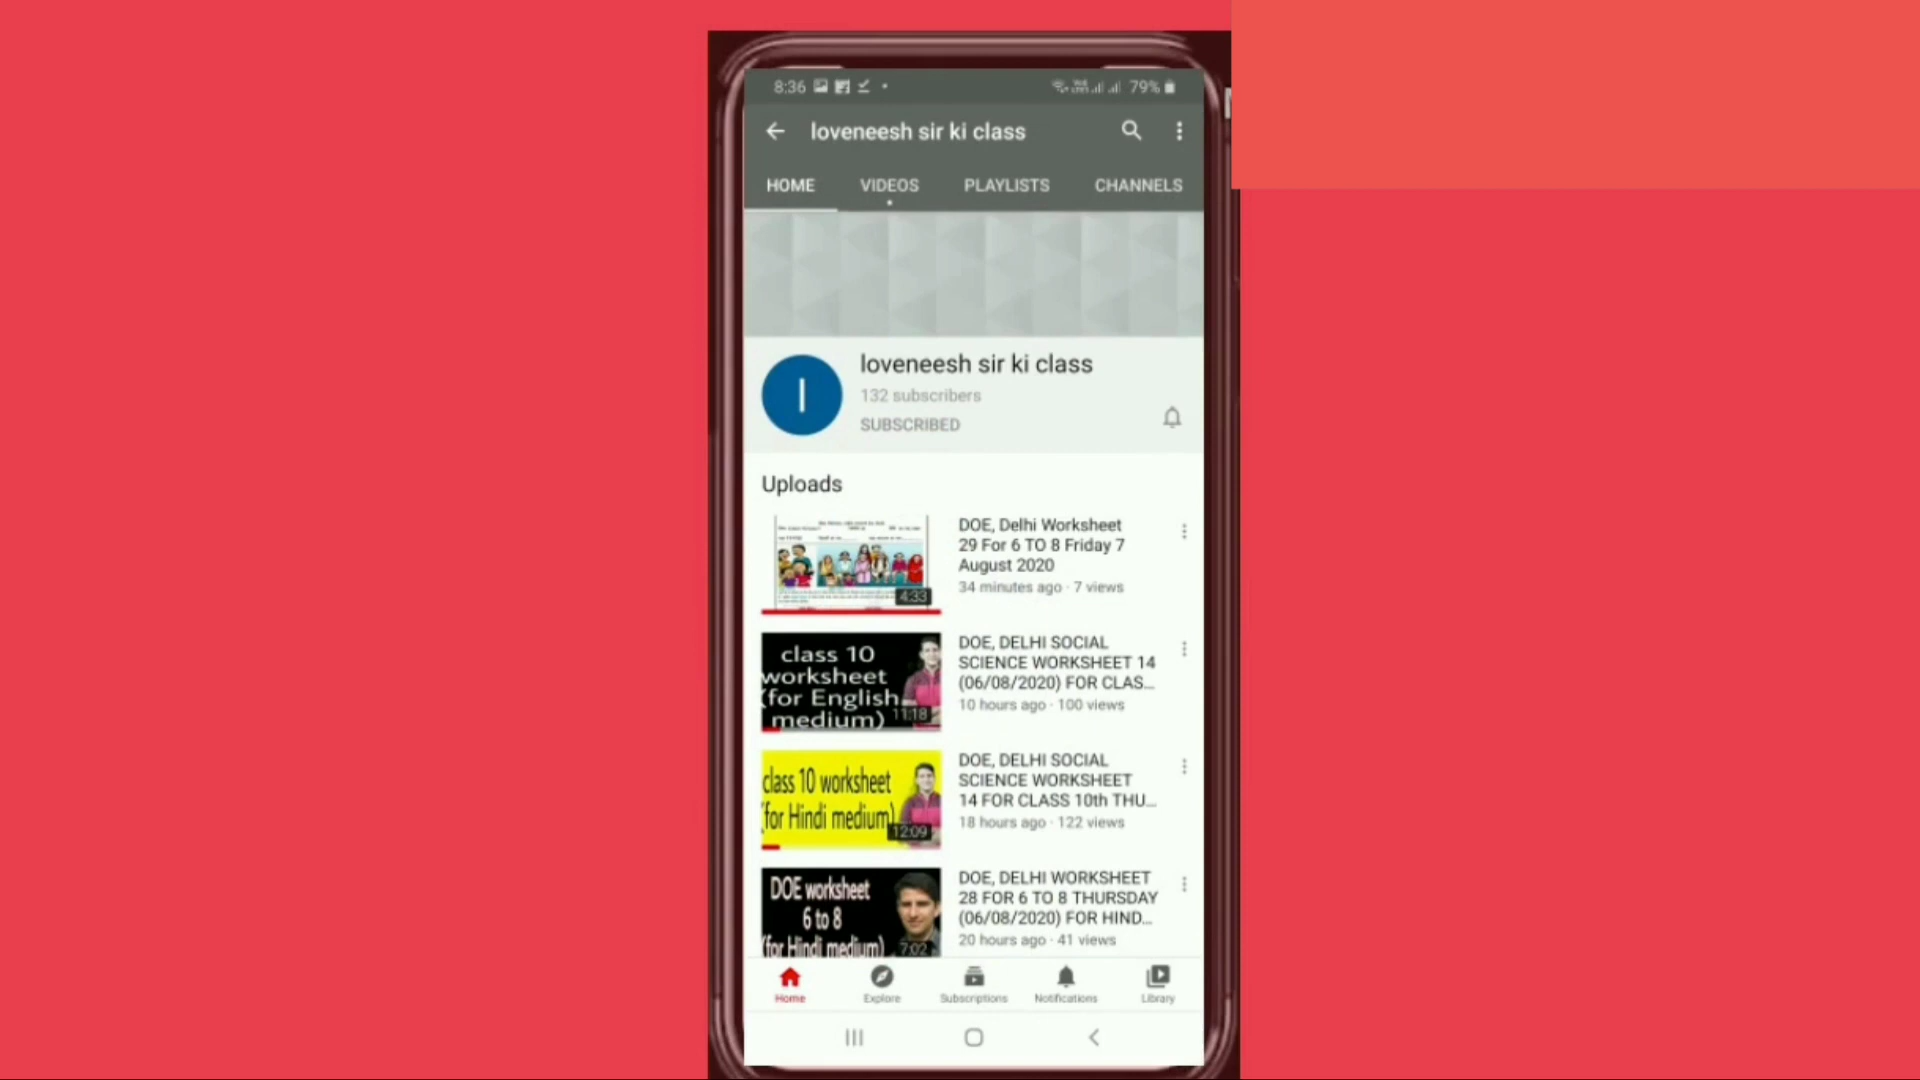 8:36
79%
loveneesh sir ki class
HOME VIDEOS PLAYLISTS CHANNELS
loveneesh sir ki class
132 subscribers
SUBSCRIBED
Uploads
4:33
DOE, Delhi Worksheet
29 For 6 TO 8 Friday 7
August 2020
34 minutes ago · 7 views
class 10
worksheet
(for English
medium)
11:18
DOE, DELHI SOCIAL
SCIENCE WORKSHEET 14
(06/08/2020) FOR CLAS...
10 hours ago · 100 views
class 10 worksheet
(for Hindi medium)
12:09
DOE, DELHI SOCIAL
SCIENCE WORKSHEET
14 FOR CLASS 10th THU...
18 hours ago · 122 views
DOE worksheet
6 to 8
(for Hindi medium)
7:02
DOE, DELHI WORKSHEET
28 FOR 6 TO 8 THURSDAY
(06/08/2020) FOR HIND...
20 hours ago · 41 views
Home Explore Subscriptions Notifications Library